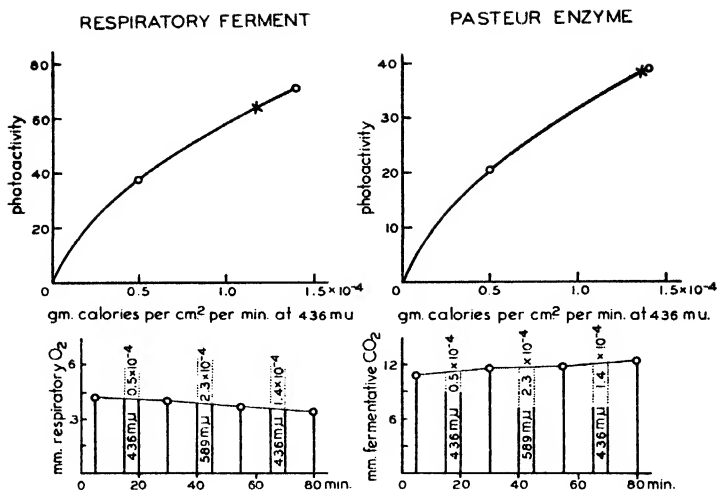 RESPIRATORY FERMENT
PASTEUR ENZYME
80
60
40
20
photoactivity
0
0.5
1.0
1.5×10⁻⁴
gm. calories per cm² per min. at 436 mu
40
30
20
10
photoactivity
0
0.5
1.0
1.5×10⁻⁴
gm. calories per cm² per min. at 436 mu.
mm. respiratory O₂
6
3
436 mµ 0.5×10⁻⁴
589 mµ 2.3×10⁻⁴
436 mµ 1.4×10⁻⁴
0
20
40
60
80 min.
mm. fermentative CO₂
12
6
0
436 mµ 0.5×10⁻⁴
589 mµ 2.3 ×10⁻⁴
436 mµ 1.4 ×10⁻⁴
20
40
60
80 min.